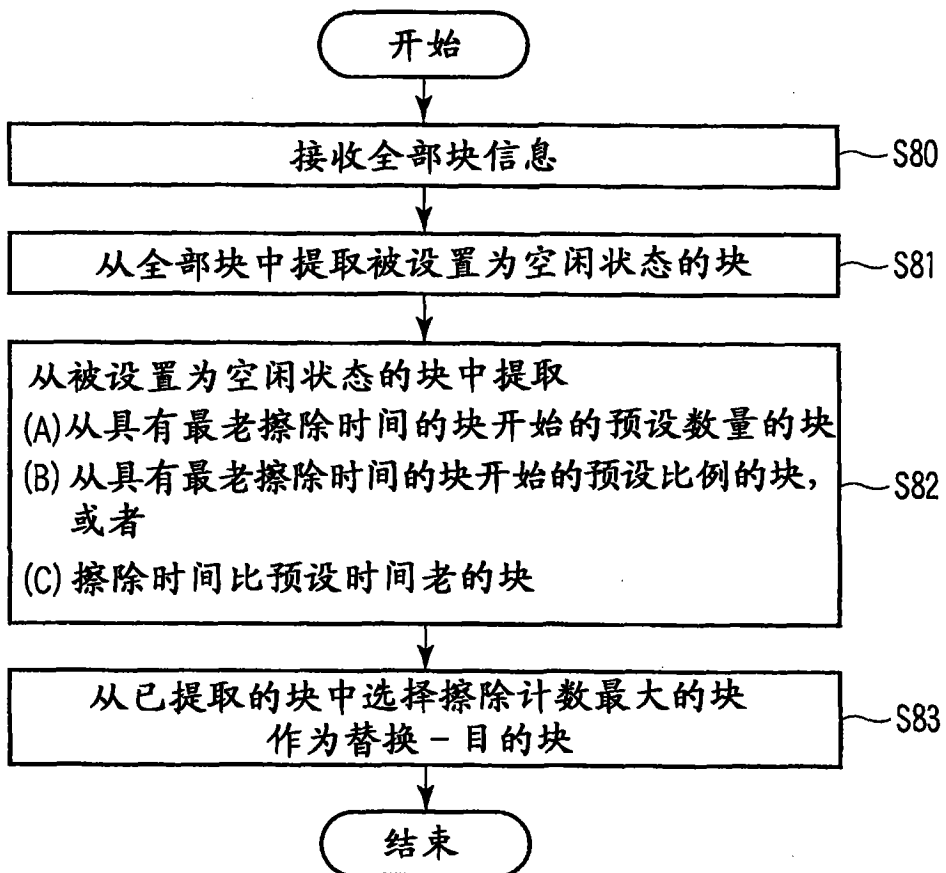 开始
接收全部块信息
S80
从全部块中提取被设置为空闲状态的块
S81
从被设置为空闲状态的块中提取
(A)从具有最老擦除时间的块开始的预设数量的块
(B)从具有最老擦除时间的块开始的预设比例的块，
或者
(C)擦除时间比预设时间老的块
S82
从已提取的块中选择擦除计数最大的块
作为替换－目的块
S83
结束